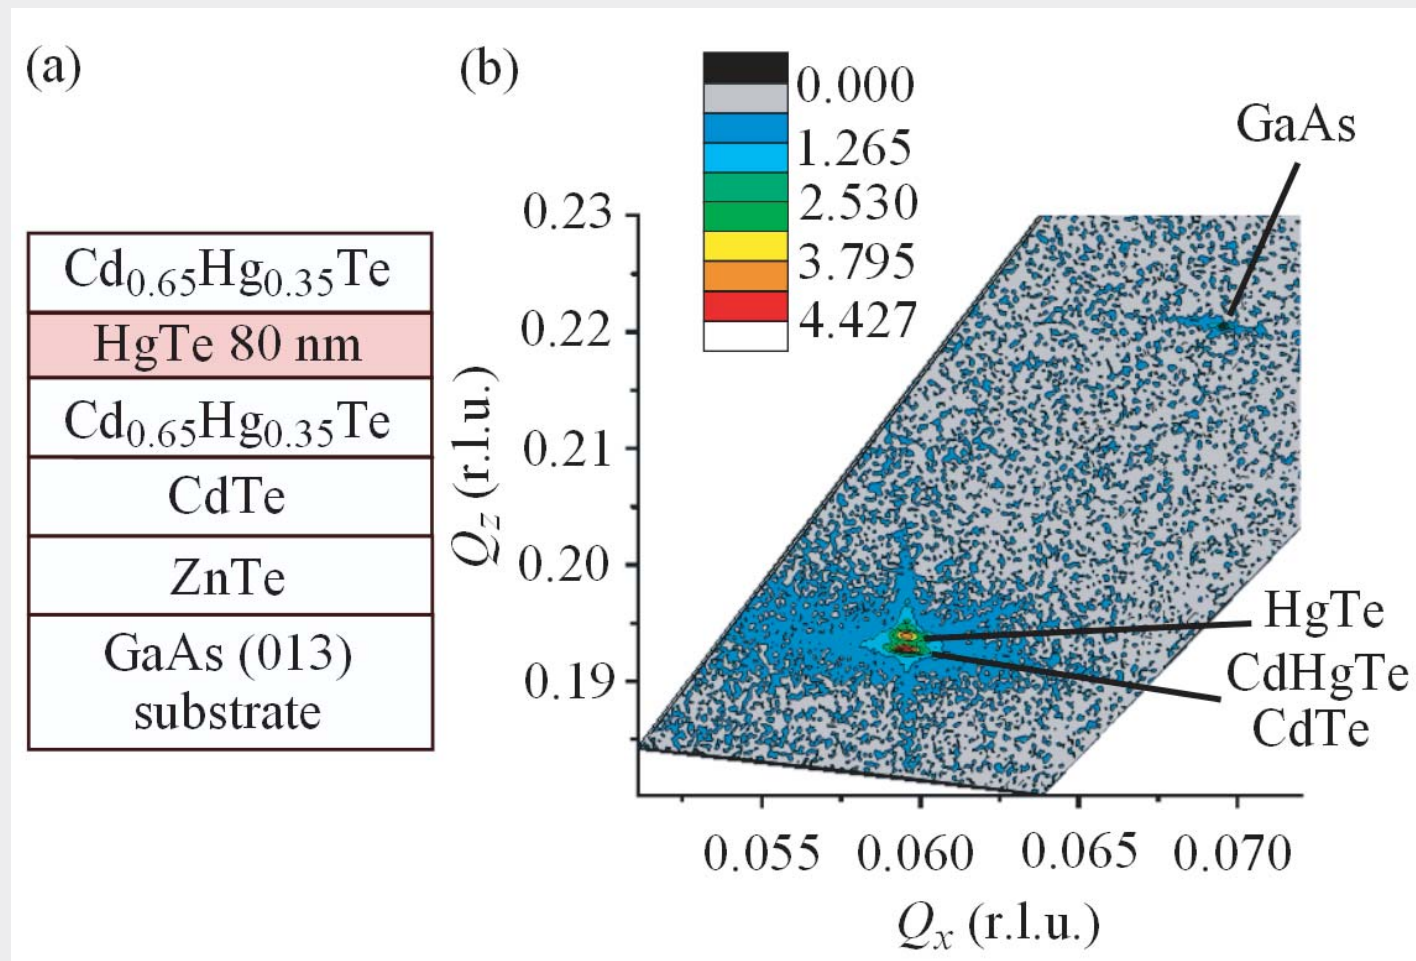 (a)
Cd0.65Hg0.35Te
HgTe 80 nm
Cd0.65Hg0.35Te
CdTe
ZnTe
GaAs (013)
substrate
(b)
0.000
1.265
2.530
3.795
4.427
GaAs
0.23
0.22
0.21
0.20
0.19
Qz (r.l.u.)
HgTe
CdHgTe
CdTe
0.055 0.060 0.065 0.070
Qx (r.l.u.)